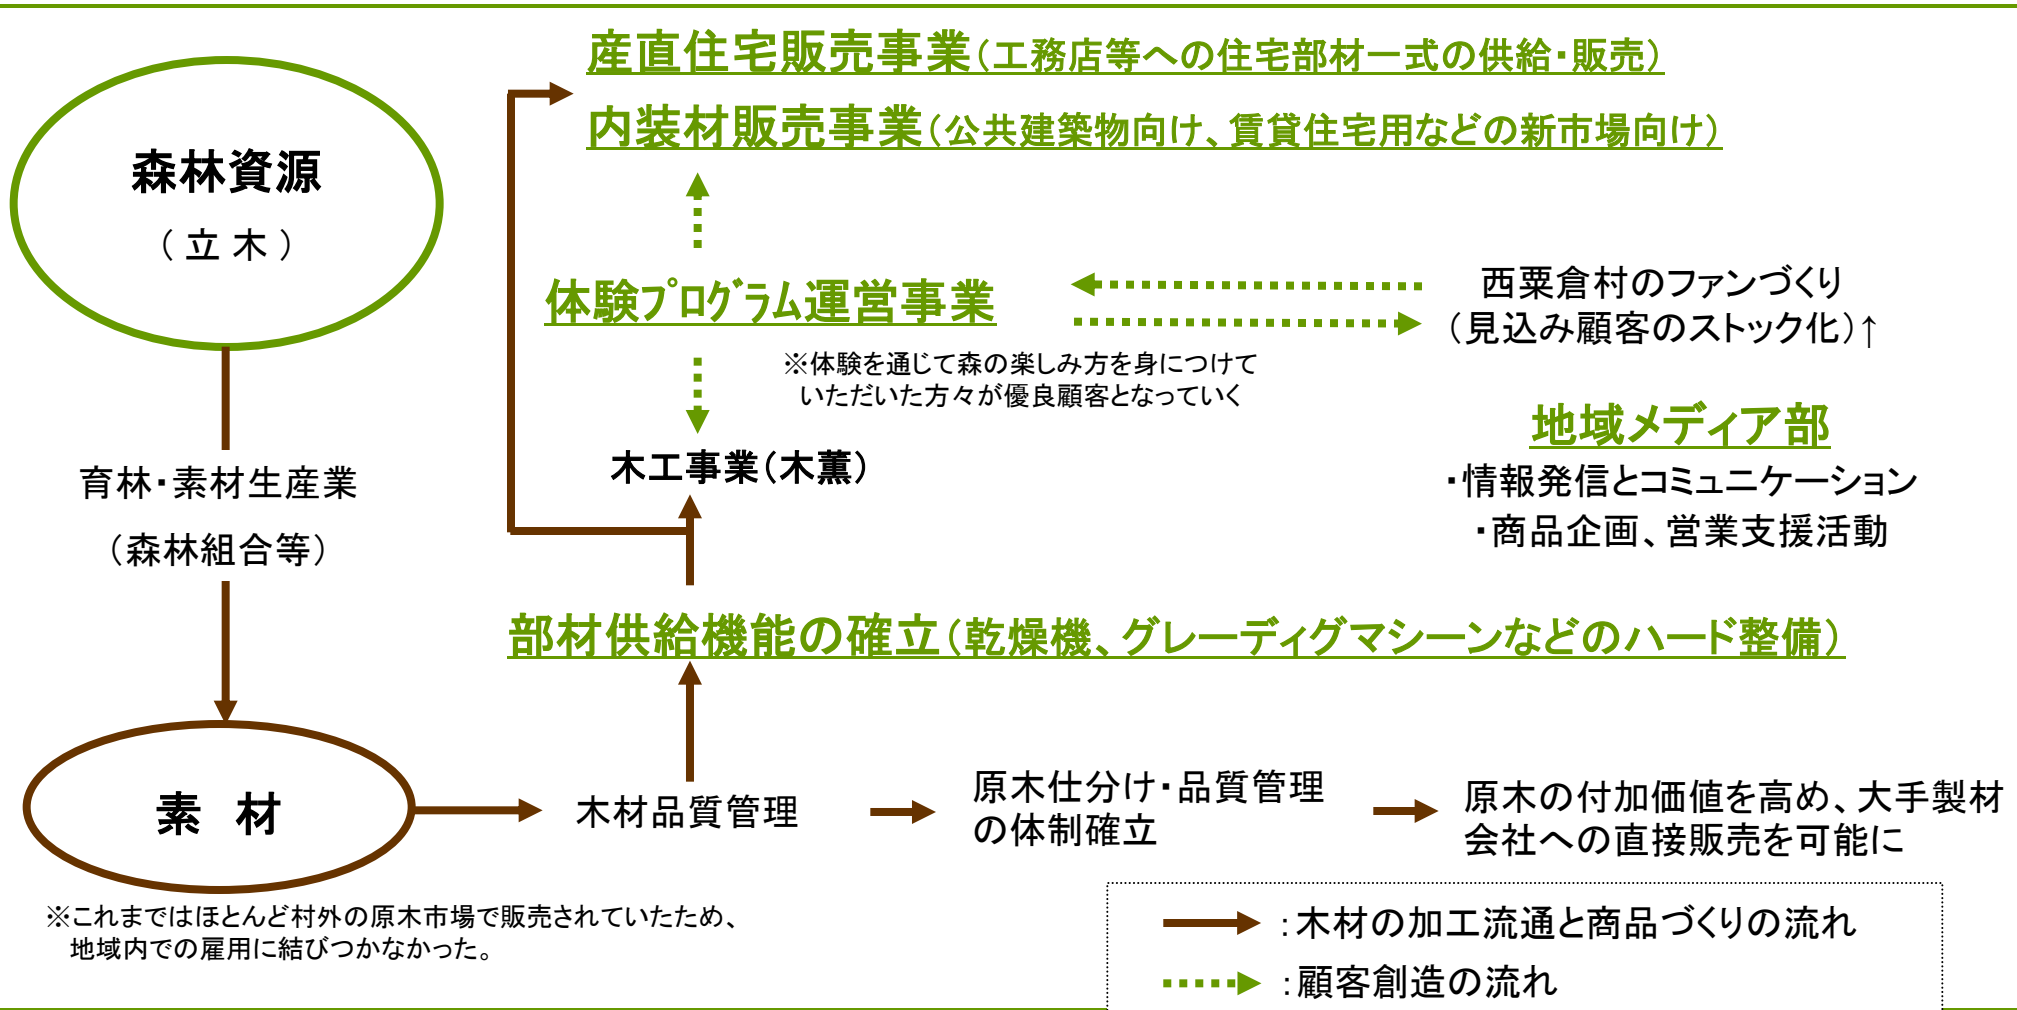 産直住宅販売事業(工務店等への住宅部材一式の供給・販売)
内装材販売事業(公共建築物向け、賃貸住宅用などの新市場向け)
森林資源
(立木)
体験プログラム運営事業
西粟倉村のファンづくり
(見込み顧客のストック化)↑
※体験を通じて森の楽しみ方を身につけて
いただいた方々が優良顧客となっていく
地域メディア部
・情報発信とコミュニケーション
・商品企画、営業支援活動
木工事業(木薫)
育林・素材生産業
(森林組合等)
部材供給機能の確立(乾燥機、グレーディグマシーンなどのハード整備)
素 材
木材品質管理
原木仕分け・品質管理
の体制確立
原木の付加価値を高め、大手製材
会社への直接販売を可能に
※これまではほとんど村外の原木市場で販売されていたため、
地域内での雇用に結びつかなかった。
:木材の加工流通と商品づくりの流れ
:顧客創造の流れ